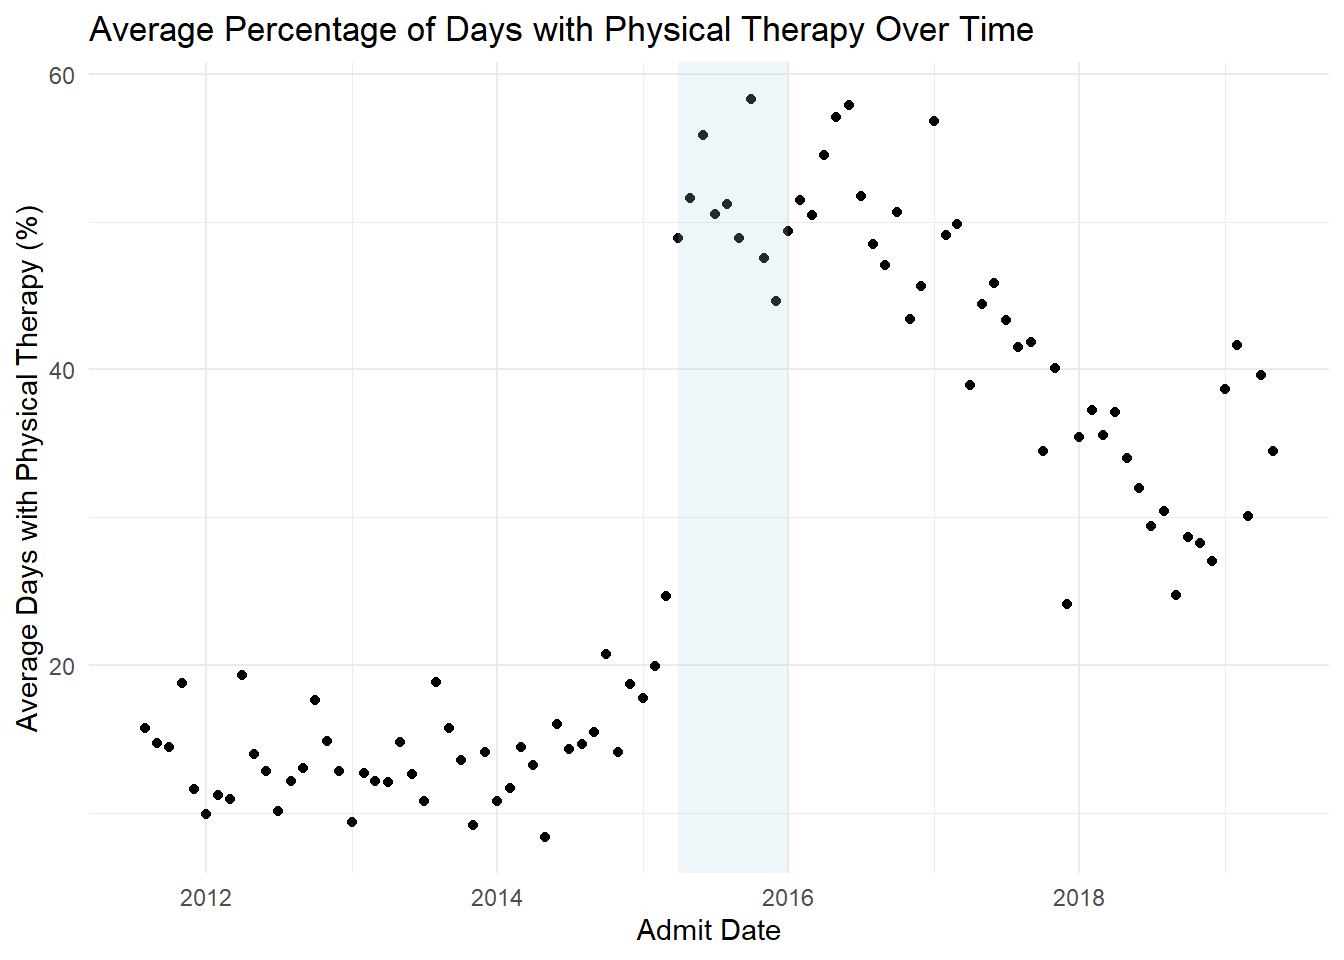 Average Percentage of Days with Physical Therapy Over Time
Average Days with Physical Therapy (%)
60
40
20
2012 2014 2016 2018
Admit Date